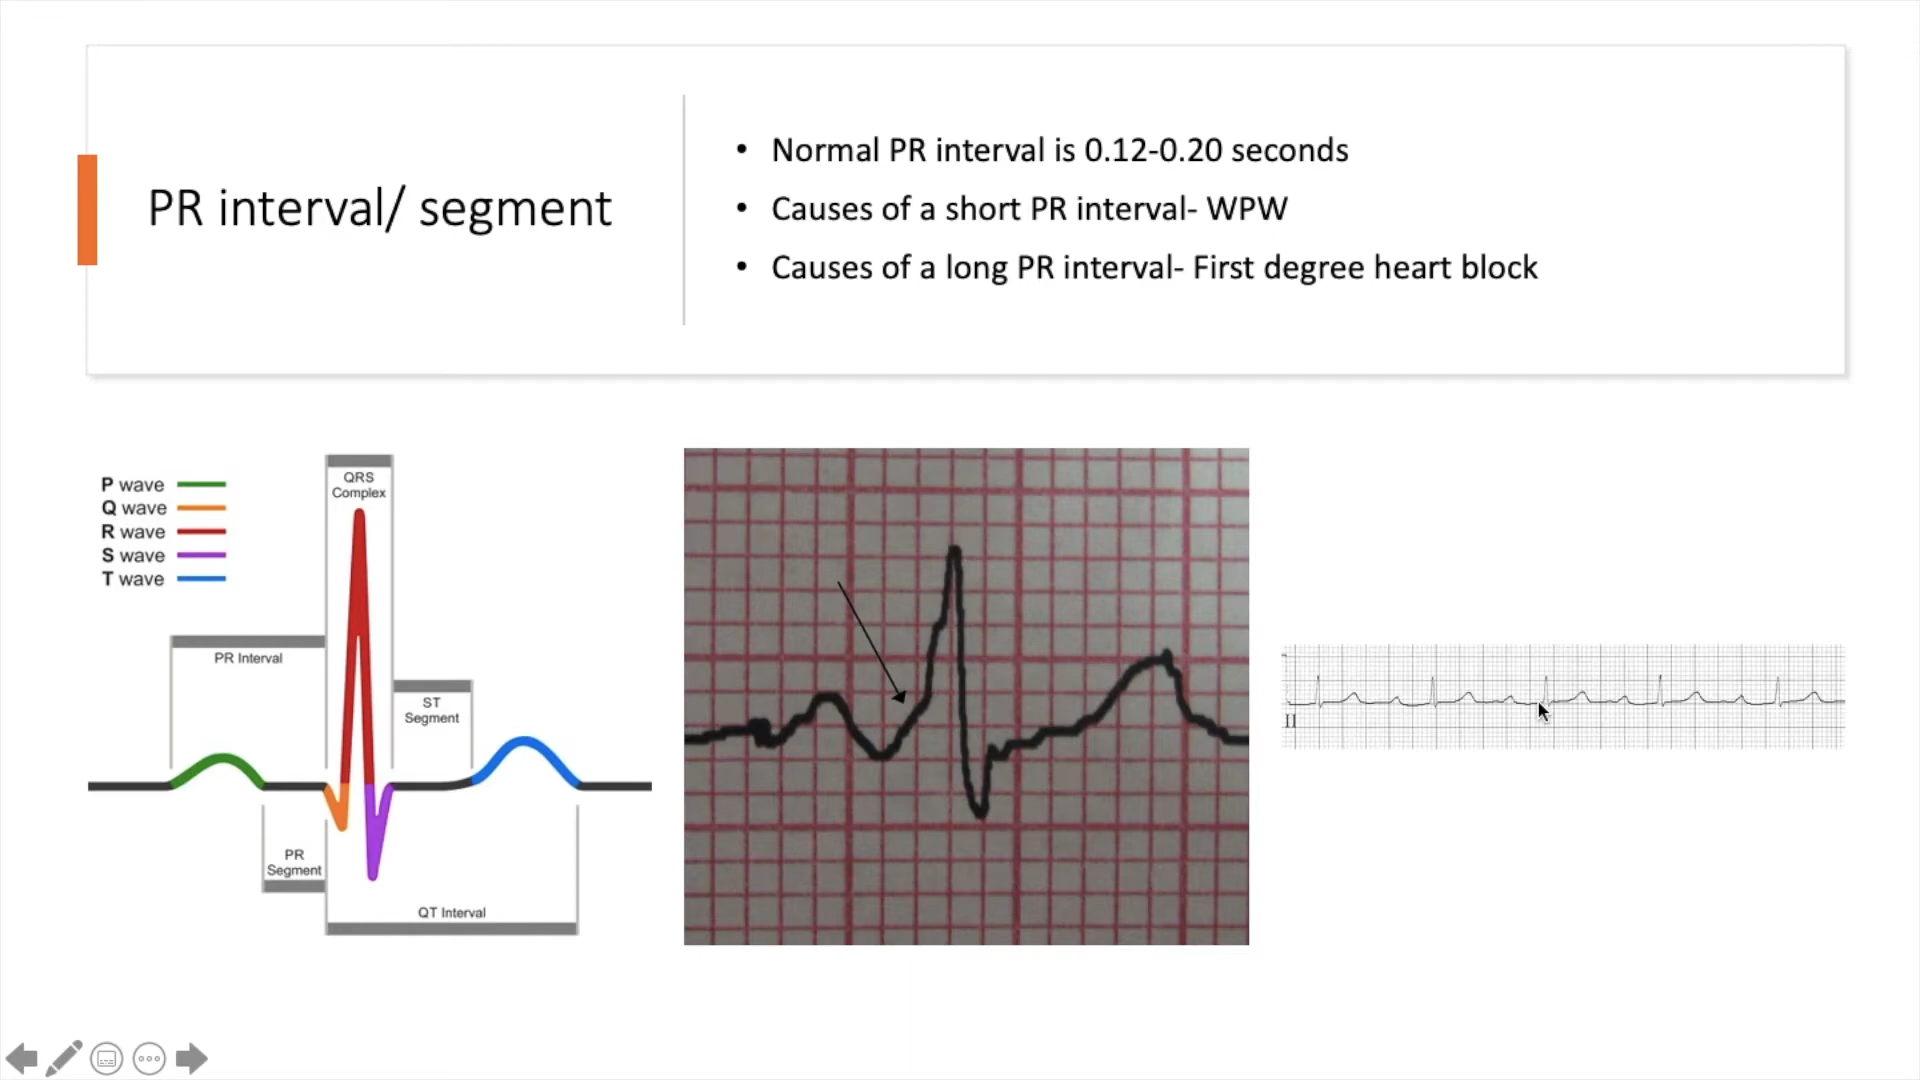 PR interval/ segment
• Normal PR interval is 0.12-0.20 seconds
• Causes of a short PR interval- WPW
• Causes of a long PR interval- First degree heart block
P wave
Q wave
R wave
S wave
T wave
QRS
Complex
PR Interval
ST
Segment
PR
Segment
QT Interval
II